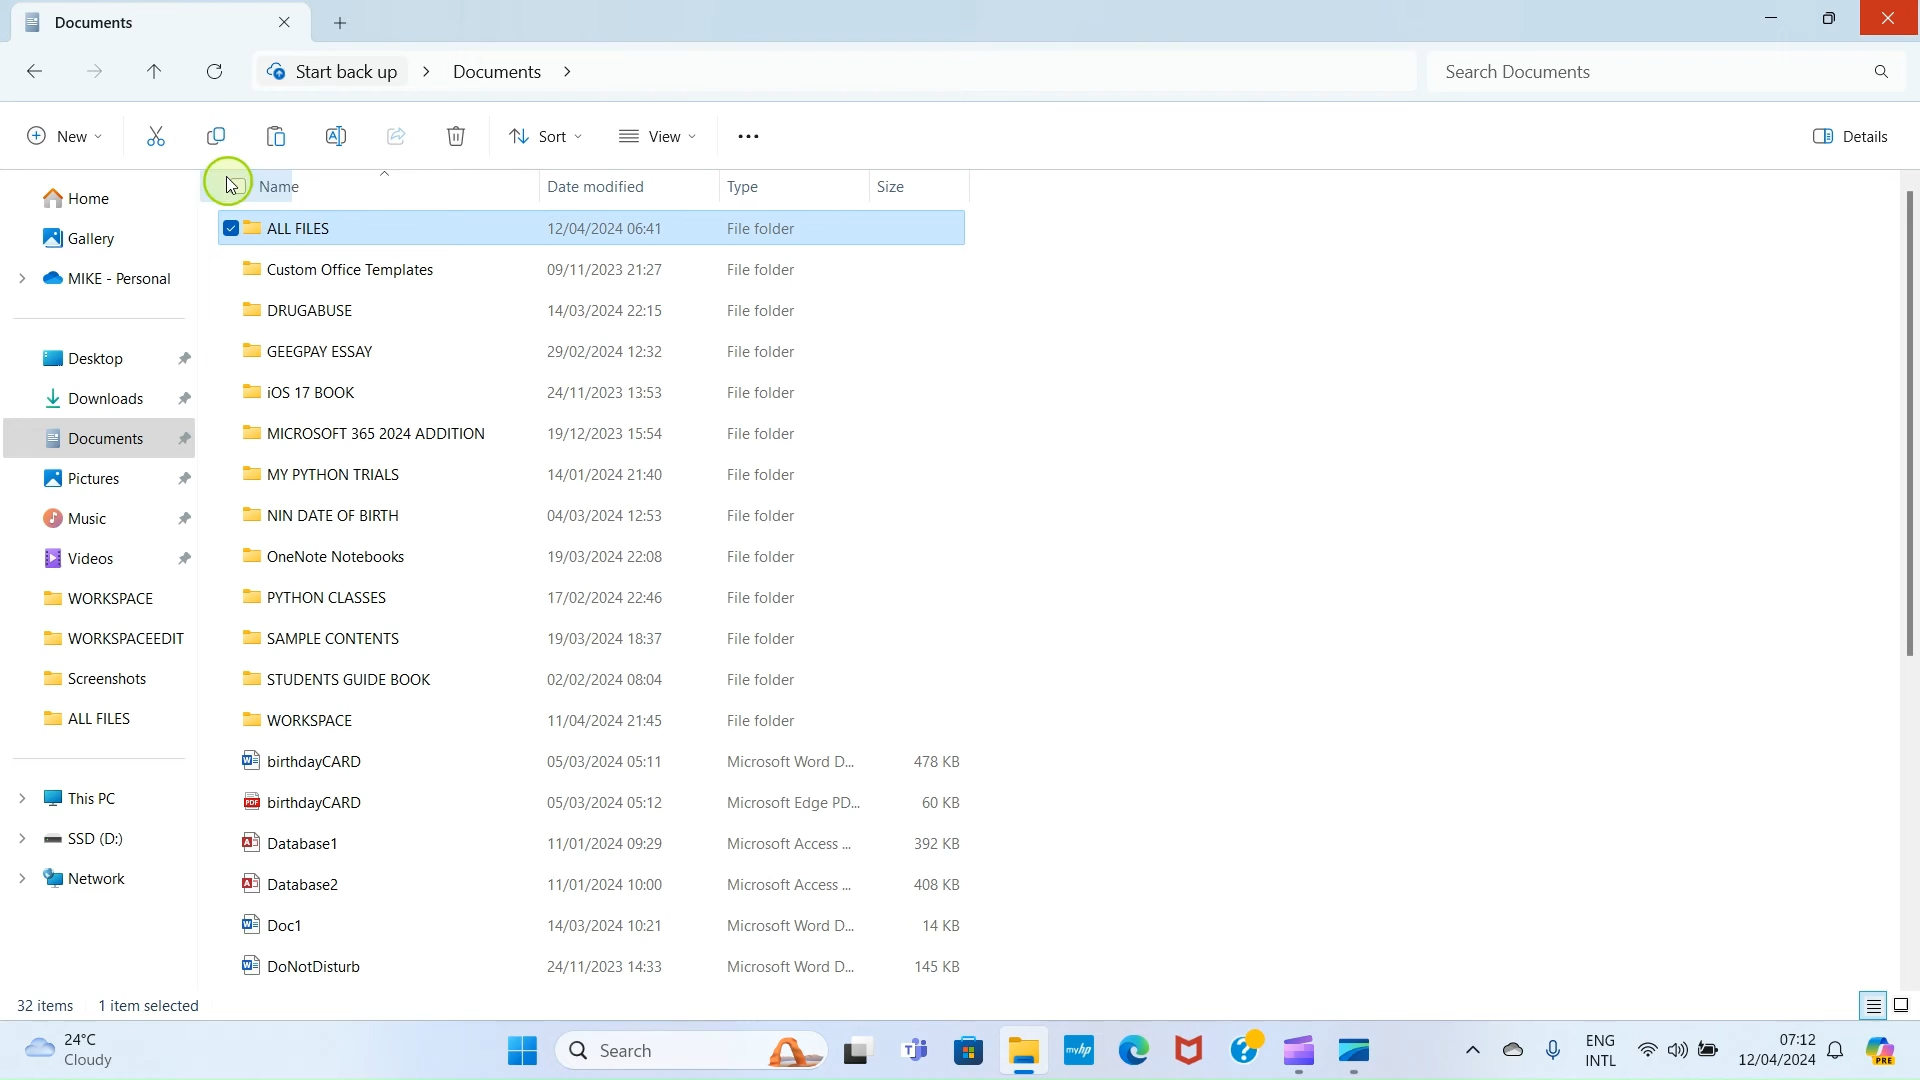 Documents
Start back up > Documents >
Search Documents
New
Sort
View
Details
Name
Date modified
Type
Size
Home
Gallery
MIKE - Personal
Desktop
Downloads
Documents
Pictures
Music
Videos
WORKSPACE
WORKSPACEEDIT
Screenshots
ALL FILES
This PC
SSD (D:)
Network
ALL FILES 12/04/2024 06:41 File folder
Custom Office Templates 09/11/2023 21:27 File folder
DRUGABUSE 14/03/2024 22:15 File folder
GEEGPAY ESSAY 29/02/2024 12:32 File folder
iOS 17 BOOK 24/11/2023 13:53 File folder
MICROSOFT 365 2024 ADDITION 19/12/2023 15:54 File folder
MY PYTHON TRIALS 14/01/2024 21:40 File folder
NIN DATE OF BIRTH 04/03/2024 12:53 File folder
OneNote Notebooks 19/03/2024 22:08 File folder
PYTHON CLASSES 17/02/2024 22:46 File folder
SAMPLE CONTENTS 19/03/2024 18:37 File folder
STUDENTS GUIDE BOOK 02/02/2024 08:04 File folder
WORKSPACE 11/04/2024 21:45 File folder
birthdayCARD 05/03/2024 05:11 Microsoft Word D... 478 KB
birthdayCARD 05/03/2024 05:12 Microsoft Edge PD... 60 KB
Database1 11/01/2024 09:29 Microsoft Access ... 392 KB
Database2 11/01/2024 10:00 Microsoft Access ... 408 KB
Doc1 14/03/2024 10:21 Microsoft Word D... 14 KB
DoNotDisturb 24/11/2023 14:33 Microsoft Word D... 145 KB
32 items 1 item selected
24°C
Cloudy
Search
myhp
ENG
INTL
07:12
12/04/2024
PRE